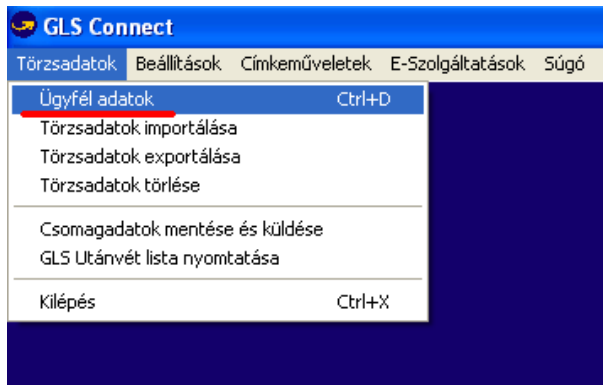 GLS Connect
Törzsadatok Beállítások Címkeműveletek E-Szolgáltatások Súgó
Ügyfél adatok Ctrl+D
Törzsadatok importálása
Törzsadatok exportálása
Törzsadatok törlése
Csomagadatok mentése és küldése
GLS Utánvét lista nyomtatása
Kilépés Ctrl+X